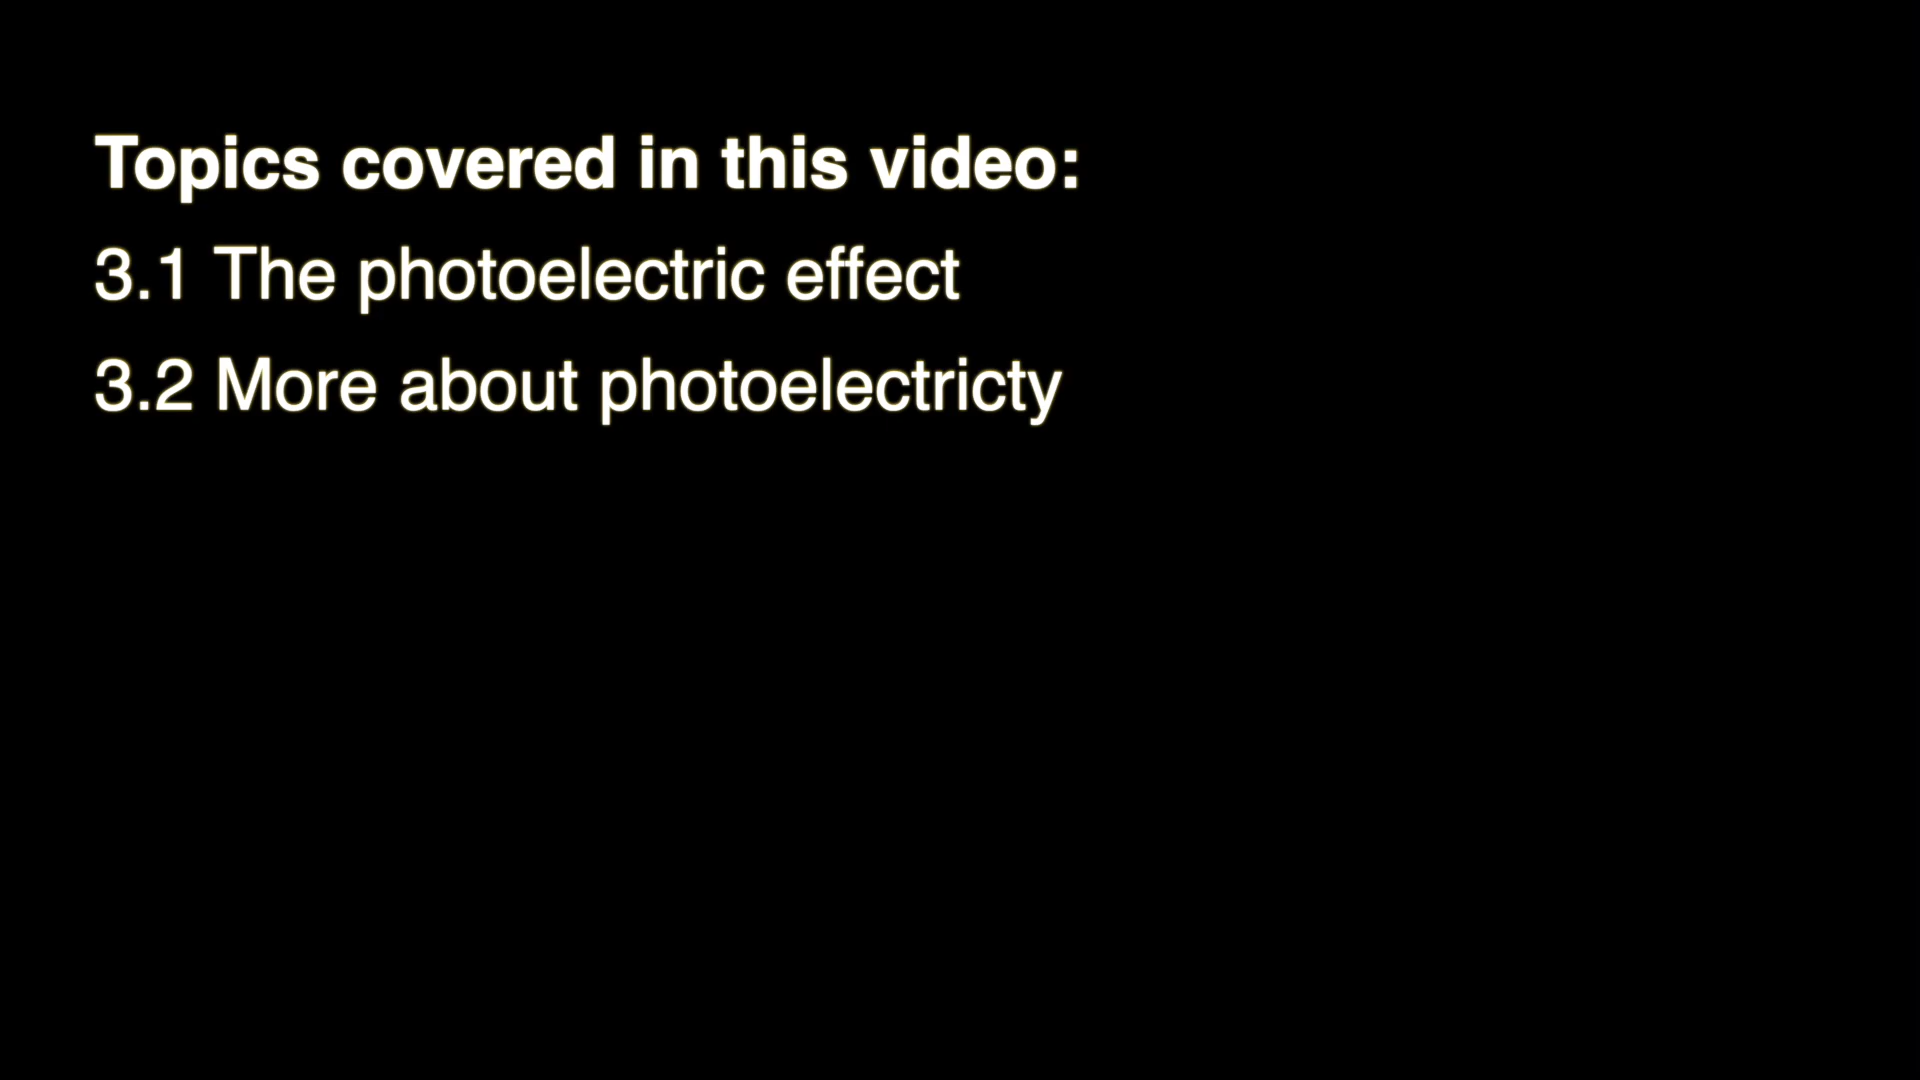 Topics covered in this video:
3.1 The photoelectric effect
3.2 More about photoelectricty